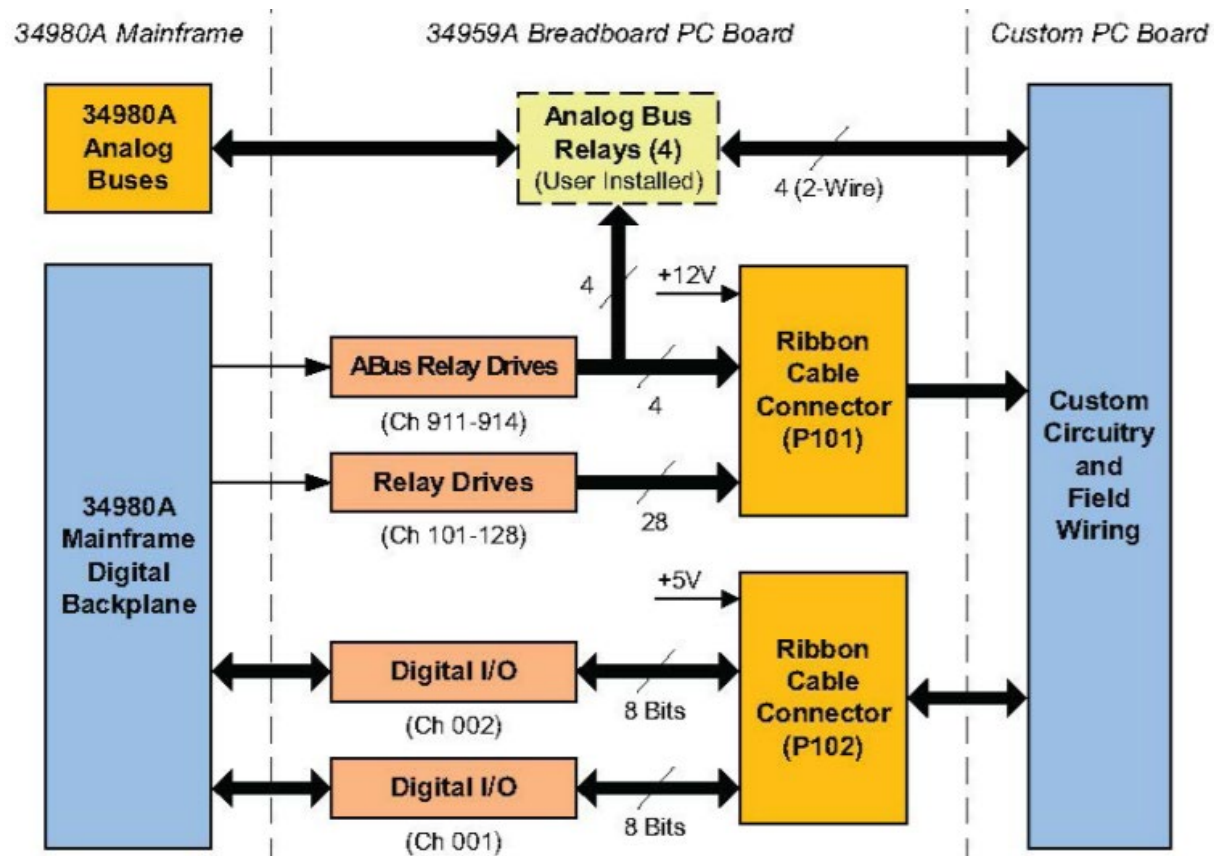 34980A Mainframe
34959A Breadboard PC Board
Custom PC Board
34980A
Analog
Buses
Analog Bus
Relays (4)
(User Installed)
4 (2-Wire)
4
+12V
ABus Relay Drives
(Ch 911-914)
4
Relay Drives
(Ch 101-128)
28
Ribbon
Cable
Connector
(P101)
Custom
Circuitry
and
Field
Wiring
34980A
Mainframe
Digital
Backplane
+5V
Digital I/O
(Ch 002)
8 Bits
Digital I/O
(Ch 001)
8 Bits
Ribbon
Cable
Connector
(P102)